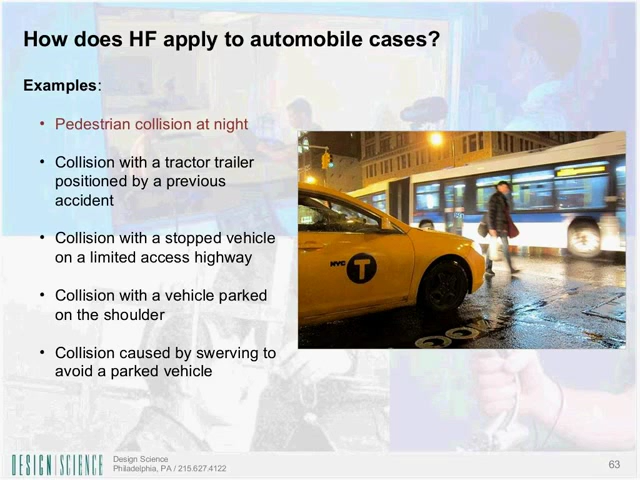 How does HF apply to automobile cases?
Examples:
• Pedestrian collision at night
• Collision with a tractor trailer
positioned by a previous
accident
• Collision with a stopped vehicle
on a limited access highway
• Collision with a vehicle parked
on the shoulder
• Collision caused by swerving to
avoid a parked vehicle
NYC T
DESIGN SCIENCE
Design Science
Philadelphia, PA / 215.627.4122
63